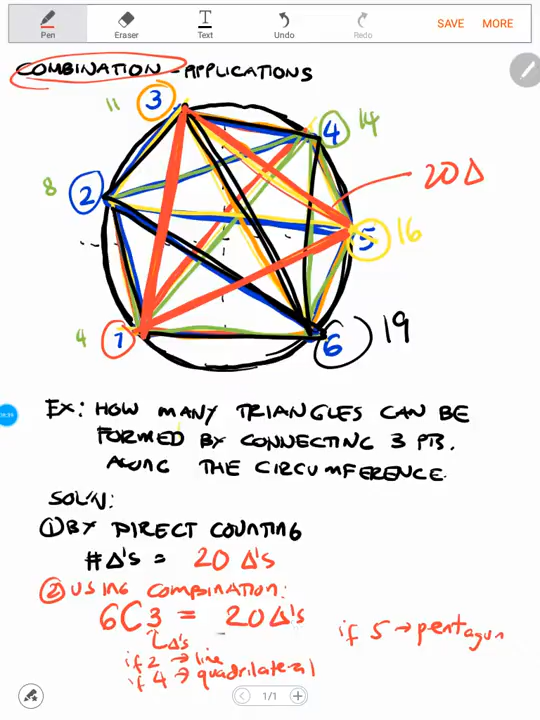 Pen
Eraser
Text
Undo
Redo
SAVE
MORE
COMBINATION - APPLICATIONS
11
3
4
14
20 Δ
8
2
5
16
4
1
6
19
EX: HOW MANY TRIANGLES CAN BE
FORMED BY CONNECTING 3 PTS.
ALONG THE CIRCUMFERENCE.
SOL'N:
① BY DIRECT COUNTING
#Δ's = 20 Δ's
② USING COMBINATION:
6C3 = 20 Δ's
Δ's
if 2 → line
if 4 → quadrilateral
if 5 → pentagon
1/1